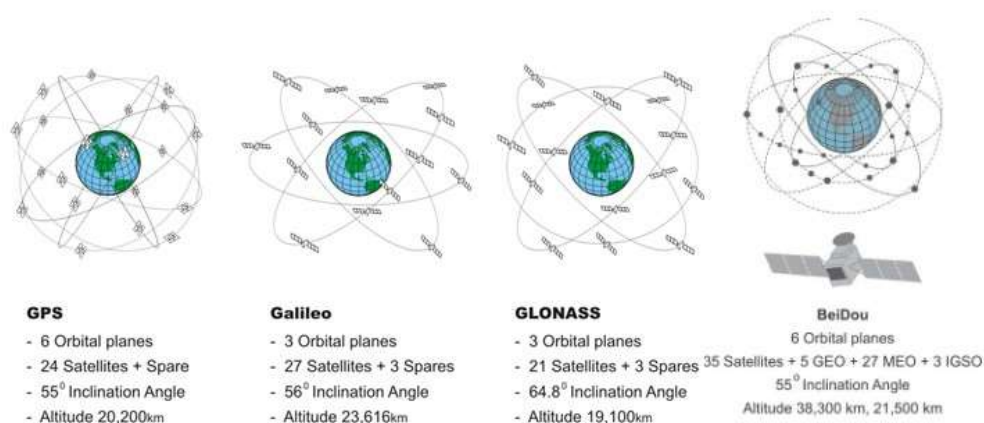 GPS
- 6 Orbital planes
- 24 Satellites + Spare
- 55⁰ Inclination Angle
- Altitude 20,200km
Galileo
- 3 Orbital planes
- 27 Satellites + 3 Spares
- 56⁰ Inclination Angle
- Altitude 23,616km
GLONASS
- 3 Orbital planes
- 21 Satellites + 3 Spares
- 64.8⁰ Inclination Angle
- Altitude 19,100km
BeiDou
6 Orbital planes
35 Satellites + 5 GEO + 27 MEO + 3 IGSO
55⁰ Inclination Angle
Altitude 38,300 km, 21,500 km